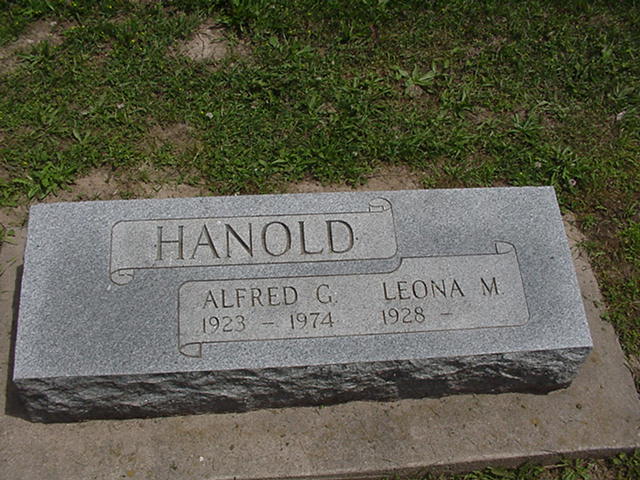 HANOLD
ALFRED G. LEONA M.
1923 - 1974 1928 -